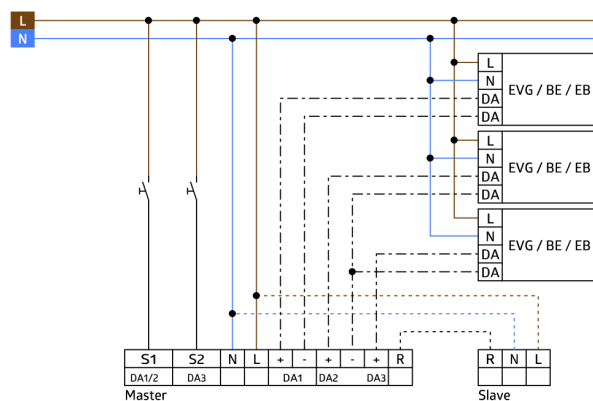 L
N
L
N EVG / BE / EB
DA
DA
L
N EVG / BE / EB
DA
DA
L
N EVG / BE / EB
DA
DA
S1 S2 N L + - + - + R
DA1/2 DA3 DA1 DA2 DA3
Master
R N L
Slave